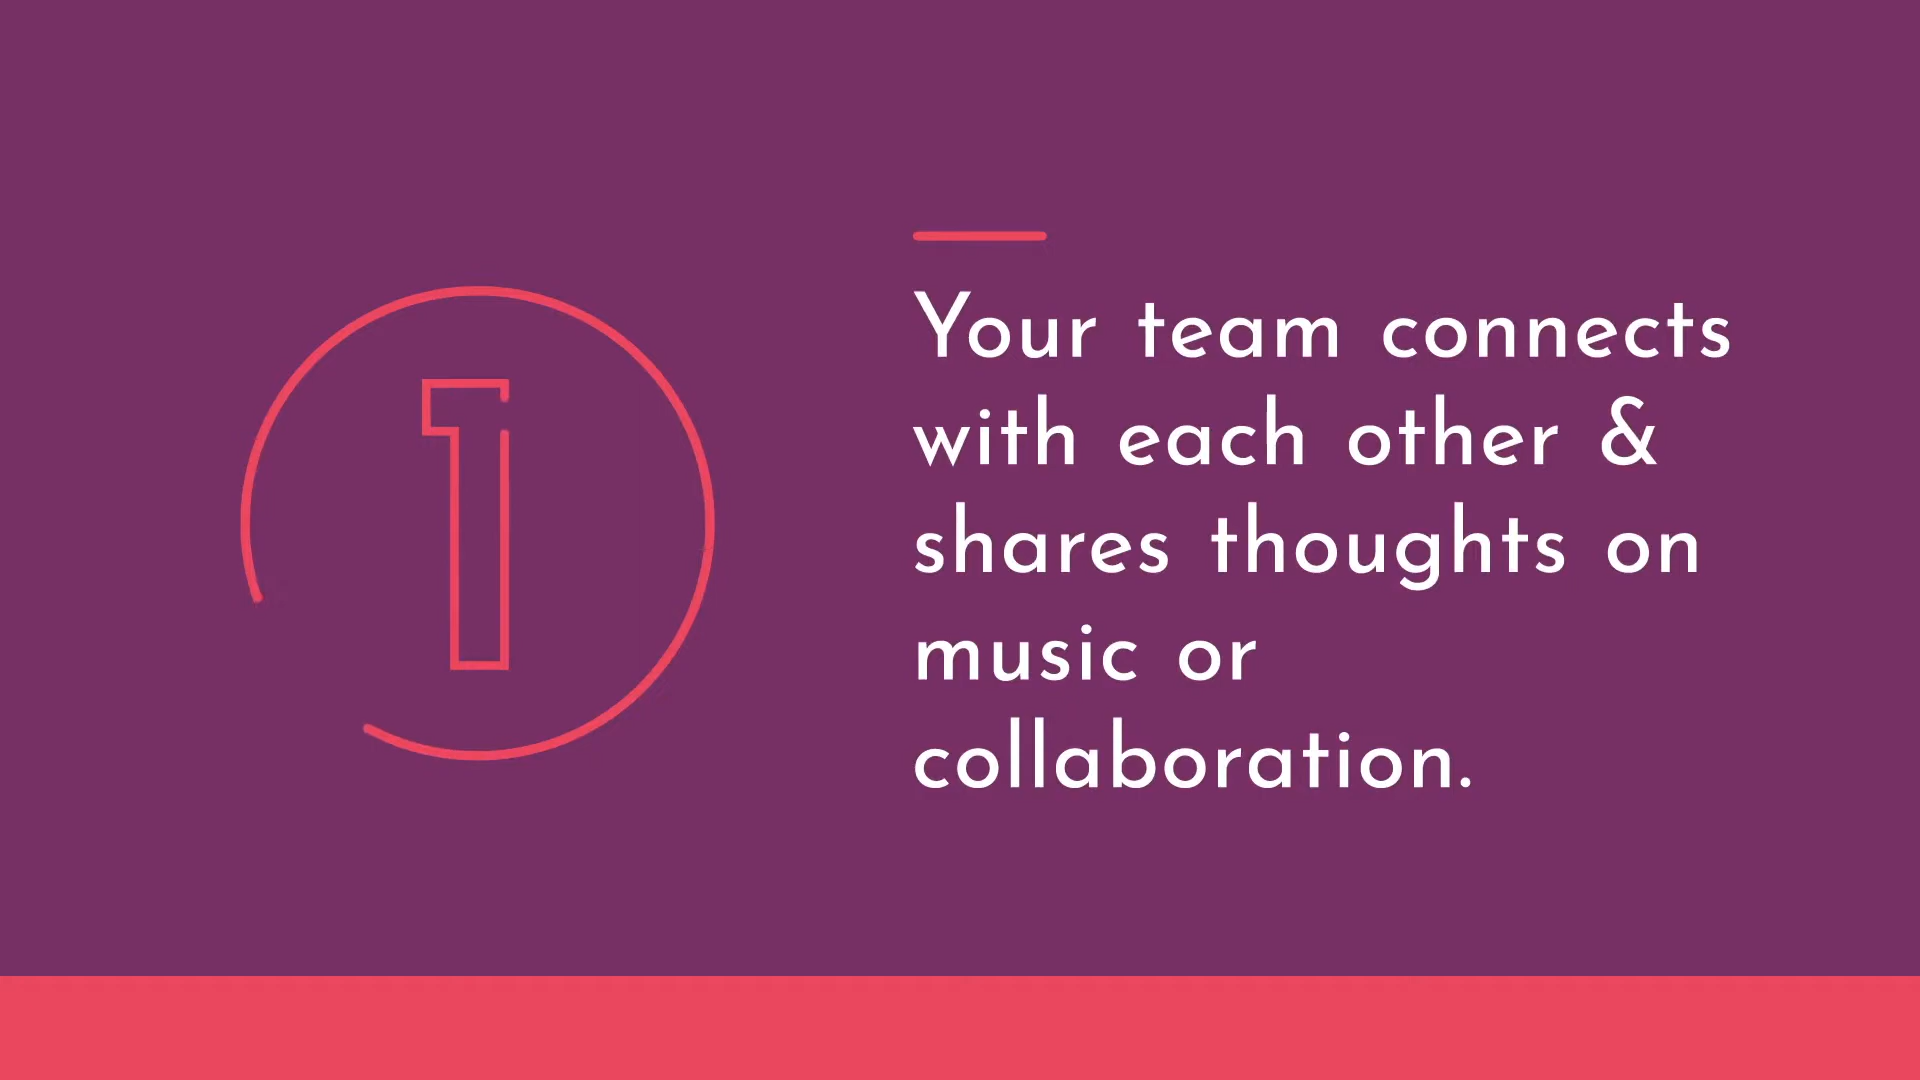 1
Your team connects
with each other &
shares thoughts on
music or
collaboration.